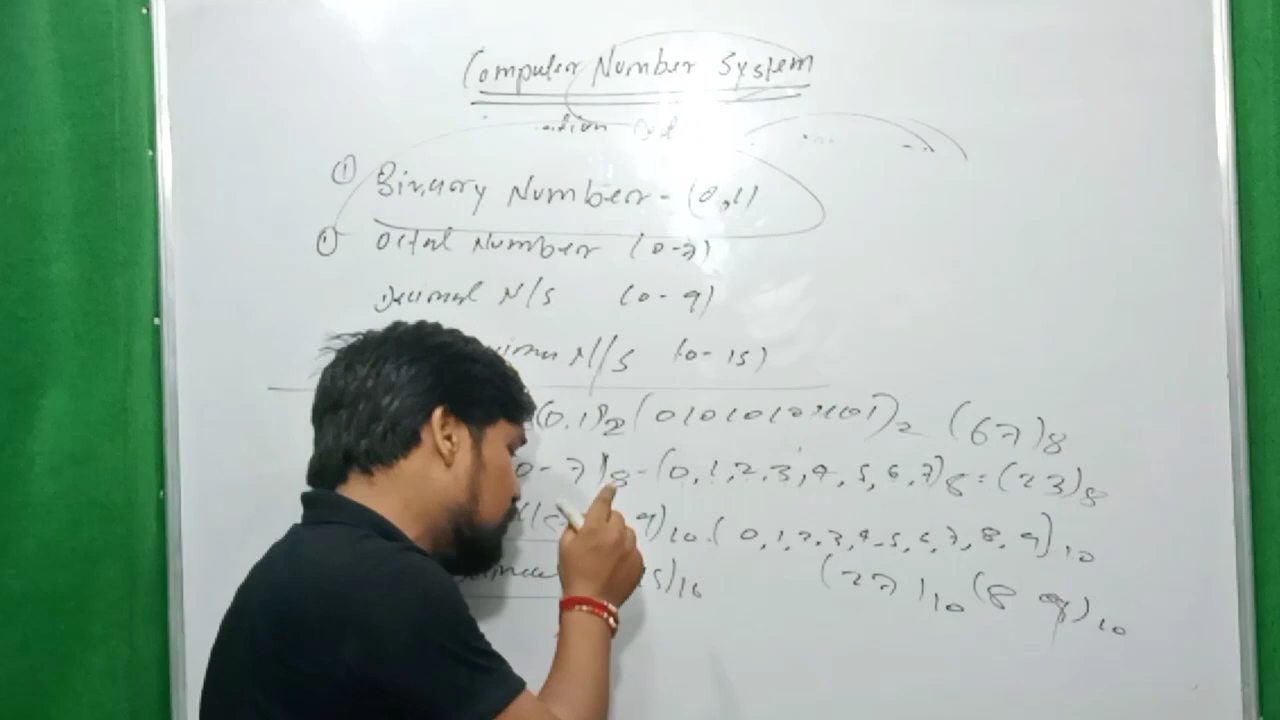 Computer Number System
① Binary Number - (0,1)
① Octal Number (0-7)
Decimal N/S (0-9)
N/S (0-15)
(0,1)2 (67)8
0-7)8 - (0,1,2,3,4,5,6,7)8 = (23)8
9)10 . ( 0,1,2,3,4,5,6,7,8,9)10
)16 (27)10 (8 9)10